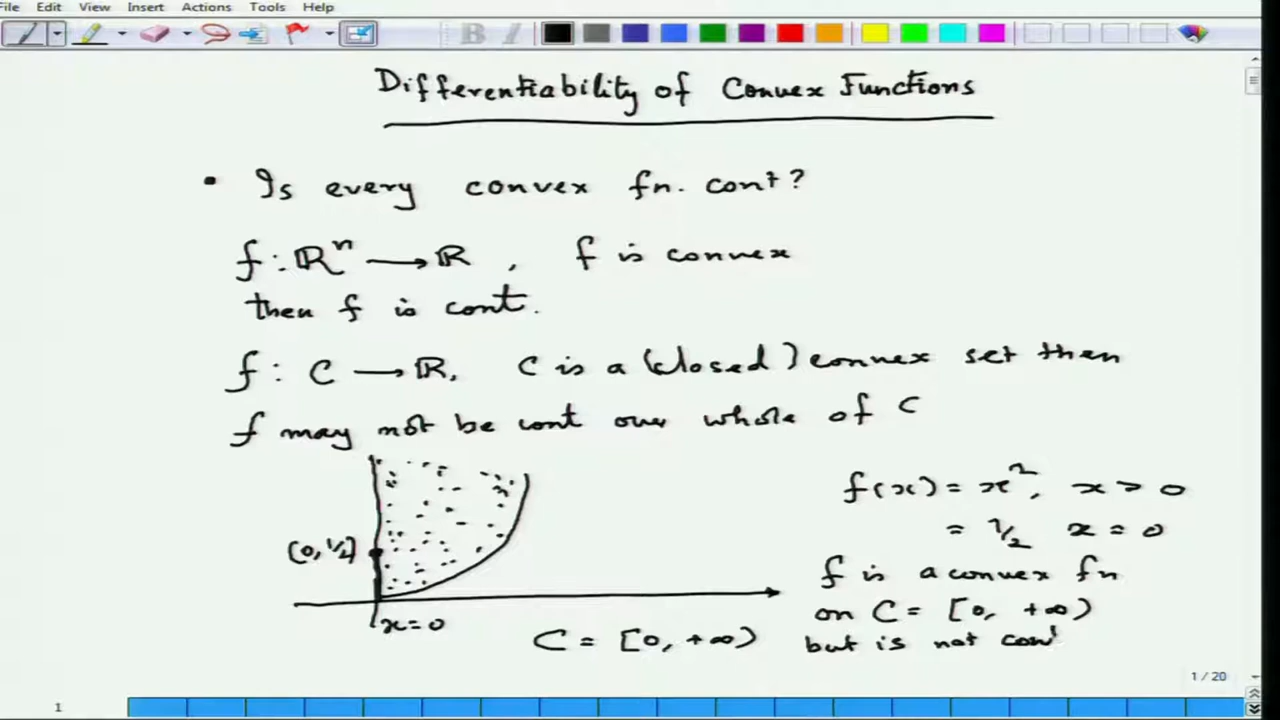 File Edit View Insert Actions Tools Help
Differentiability of Convex Functions
• Is every convex fn. cont?
f : ℝⁿ → ℝ , f is convex
then f is cont.
f : C → ℝ, C is a (closed) convex set then
f may not be cont over whole of C
f(x) = x², x > 0
= 1/2 x = 0
(0, 1/2)
f is a convex fn
on C = [0, +∞)
but is not cont
x = 0
C = [0, +∞)
1 / 20
1